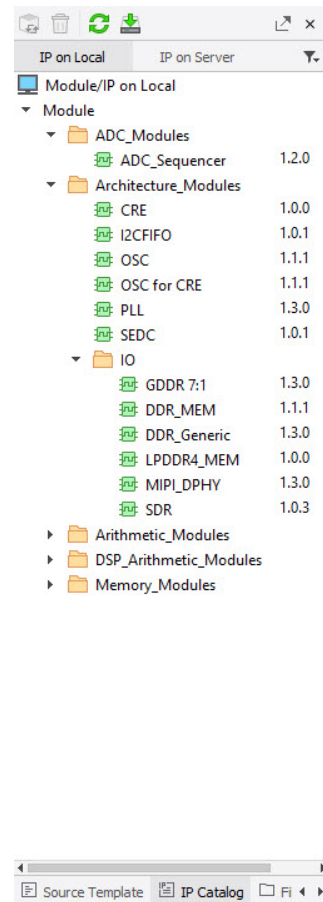 IP on Local IP on Server
Module/IP on Local
Module
ADC_Modules
ADC_Sequencer 1.2.0
Architecture_Modules
CRE 1.0.0
I2CFIFO 1.0.1
OSC 1.1.1
OSC for CRE 1.1.1
PLL 1.3.0
SEDC 1.0.1
IO
GDDR 7:1 1.3.0
DDR_MEM 1.1.1
DDR_Generic 1.3.0
LPDDR4_MEM 1.0.0
MIPI_DPHY 1.3.0
SDR 1.0.3
Arithmetic_Modules
DSP_Arithmetic_Modules
Memory_Modules
Source Template IP Catalog Fi